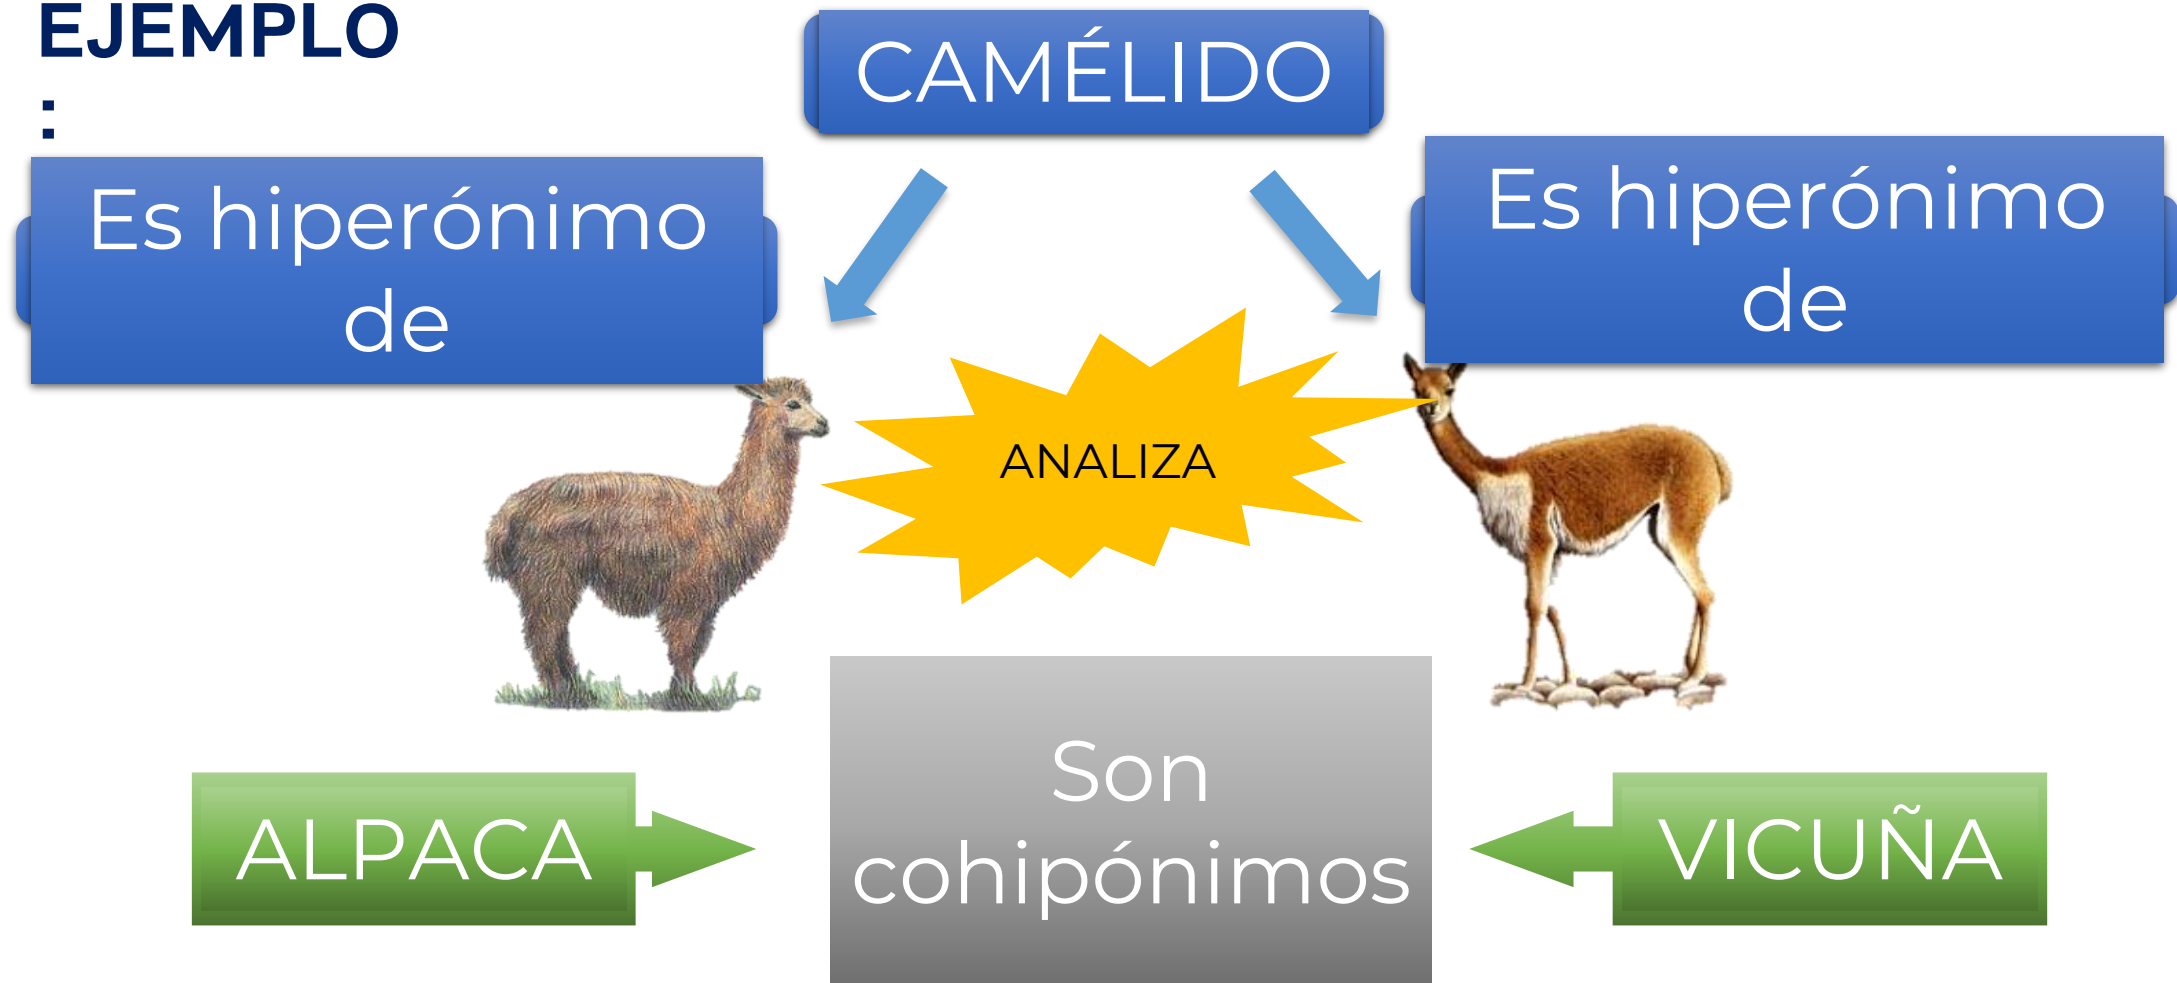 EJEMPLO
:
CAMÉLIDO
Es hiperónimo
de
Es hiperónimo
de
ANALIZA
ALPACA
Son
cohipónimos
VICUÑA